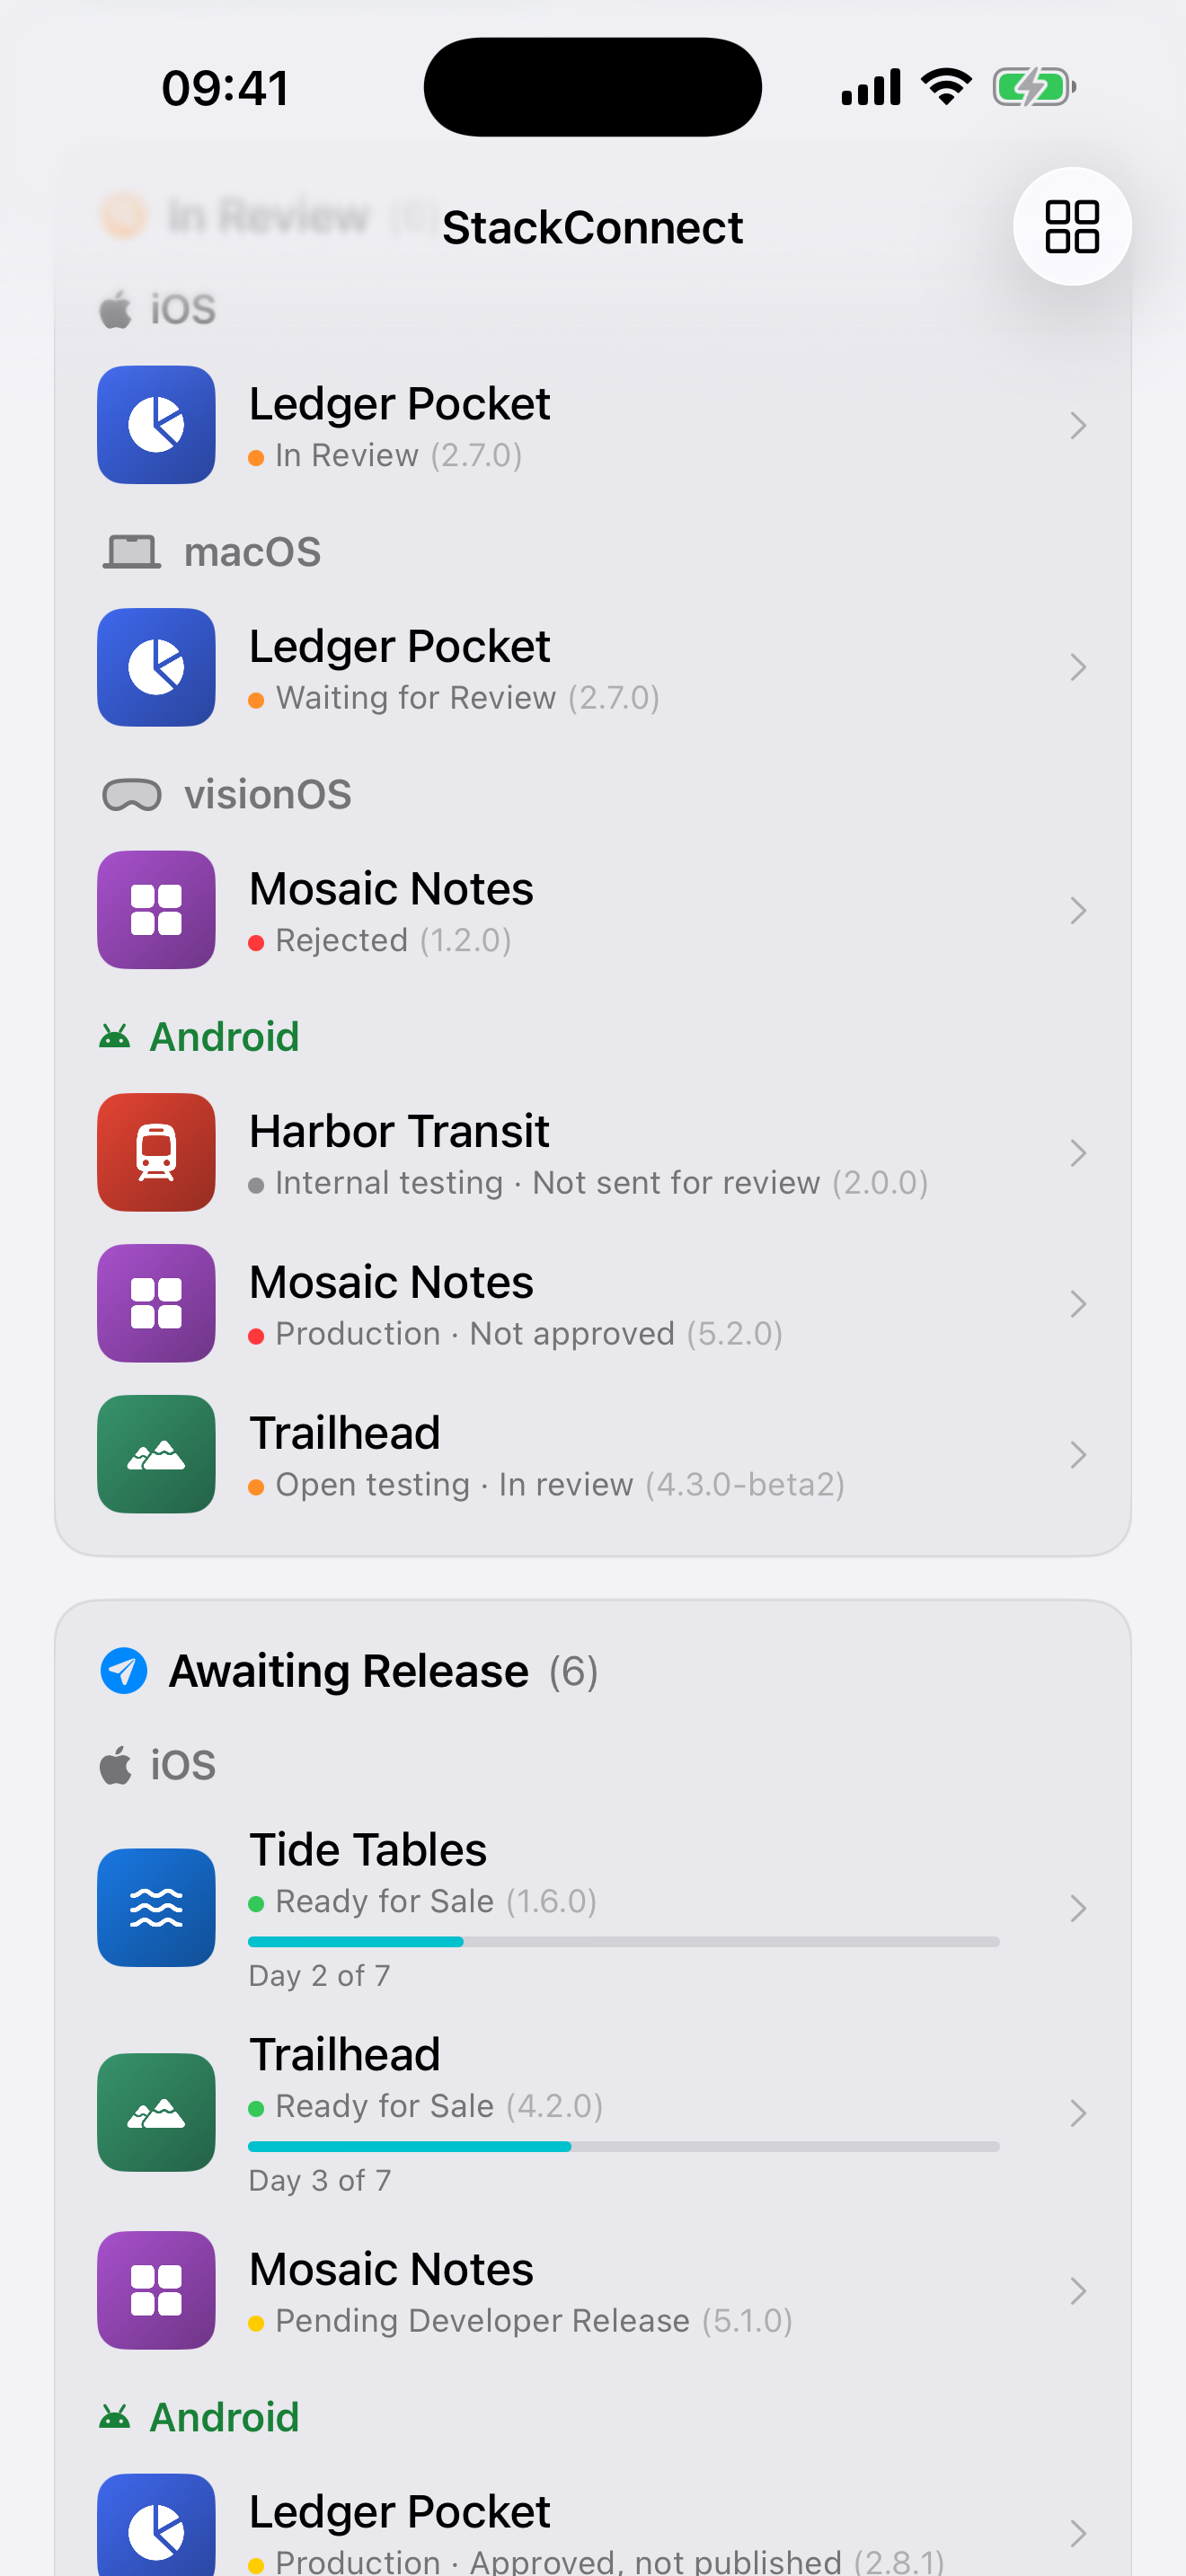 09:41
In Review (6)
StackConnect
iOS
Ledger Pocket
In Review (2.7.0)
macOS
Ledger Pocket
Waiting for Review (2.7.0)
visionOS
Mosaic Notes
Rejected (1.2.0)
Android
Harbor Transit
Internal testing · Not sent for review (2.0.0)
Mosaic Notes
Production · Not approved (5.2.0)
Trailhead
Open testing · In review (4.3.0-beta2)
Awaiting Release (6)
iOS
Tide Tables
Ready for Sale (1.6.0)
Day 2 of 7
Trailhead
Ready for Sale (4.2.0)
Day 3 of 7
Mosaic Notes
Pending Developer Release (5.1.0)
Android
Ledger Pocket
Production · Approved, not published (2.8.1)